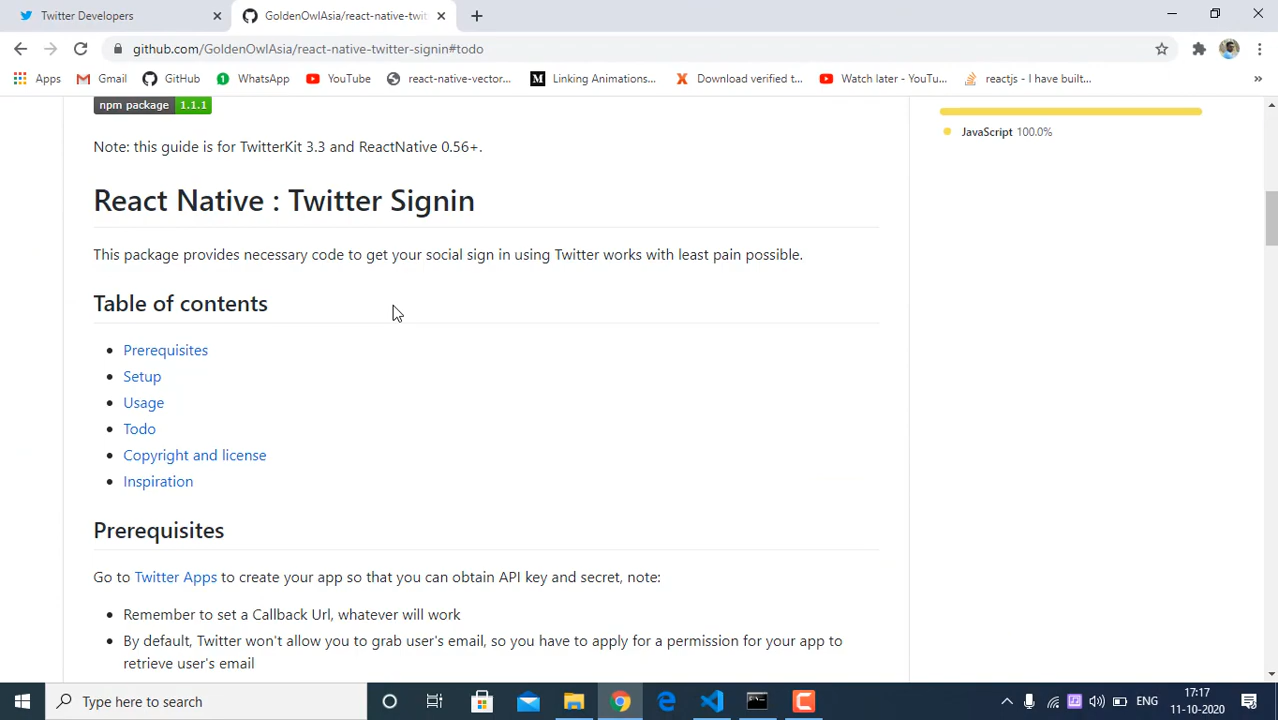 Twitter Developers
GoldenOwlAsia/react-native-twit
github.com/GoldenOwlAsia/react-native-twitter-signin#todo
Apps
Gmail
GitHub
1
WhatsApp
YouTube
react-native-vector...
M
Linking Animations...
Download verified t...
Watch later - YouTu...
reactjs - I have built...
»
npm package 1.1.1
JavaScript 100.0%
Note: this guide is for TwitterKit 3.3 and ReactNative 0.56+.
React Native : Twitter Signin
This package provides necessary code to get your social sign in using Twitter works with least pain possible.
Table of contents
Prerequisites
Setup
Usage
Todo
Copyright and license
Inspiration
Prerequisites
Go to Twitter Apps to create your app so that you can obtain API key and secret, note:
Remember to set a Callback Url, whatever will work
By default, Twitter won't allow you to grab user's email, so you have to apply for a permission for your app to
retrieve user's email
Type here to search
ENG
17:17
11-10-2020